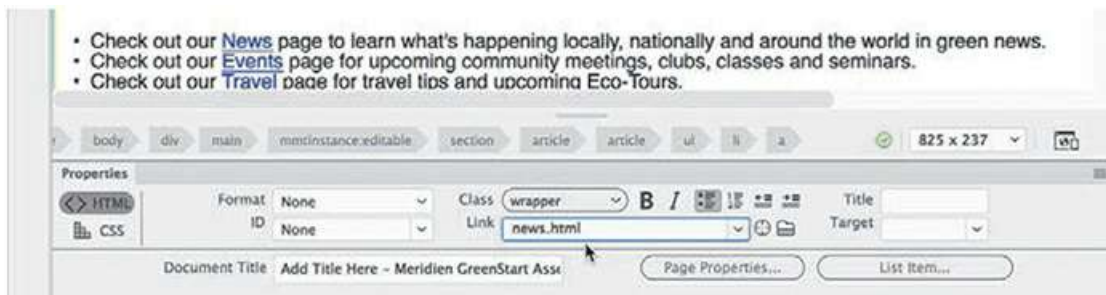 • Check out our News page to learn what's happening locally, nationally and around the world in green news.
• Check out our Events page for upcoming community meetings, clubs, classes and seminars.
• Check out our Travel page for travel tips and upcoming Eco-Tours.
body div main mmtinstance:editable section article article ul li a 825 x 237
Properties
<> HTML Format None Class wrapper B I Title
CSS ID None Link news.html Target
Document Title Add Title Here - Meridien GreenStart Asse Page Properties... List Item...